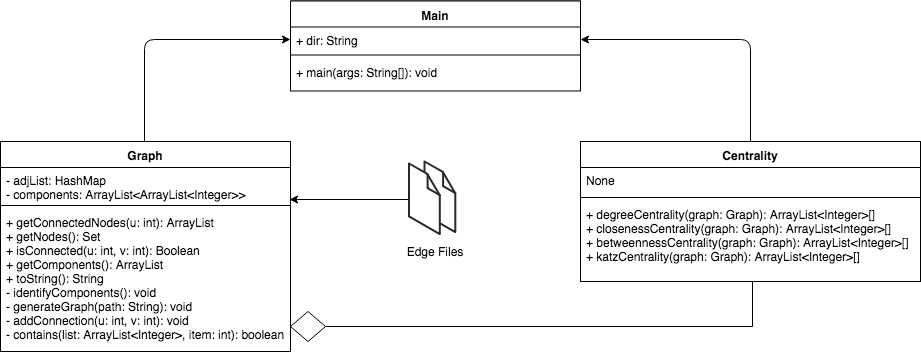 Main
+ dir: String
+ main(args: String[]): void
Graph
- adjList: HashMap
- components: ArrayList<ArrayList<Integer>>
+ getConnectedNodes(u: int): ArrayList
+ getNodes(): Set
+ isConnected(u: int, v: int): Boolean
+ getComponents(): ArrayList
+ toString(): String
- identifyComponents(): void
- generateGraph(path: String): void
- addConnection(u: int, v: int): void
- contains(list: ArrayList<Integer>, item: int): boolean
Edge Files
Centrality
None
+ degreeCentrality(graph: Graph): ArrayList<Integer>[]
+ closenessCentrality(graph: Graph): ArrayList<Integer>[]
+ betweennessCentrality(graph: Graph): ArrayList<Integer>[]
+ katzCentrality(graph: Graph): ArrayList<Integer>[]